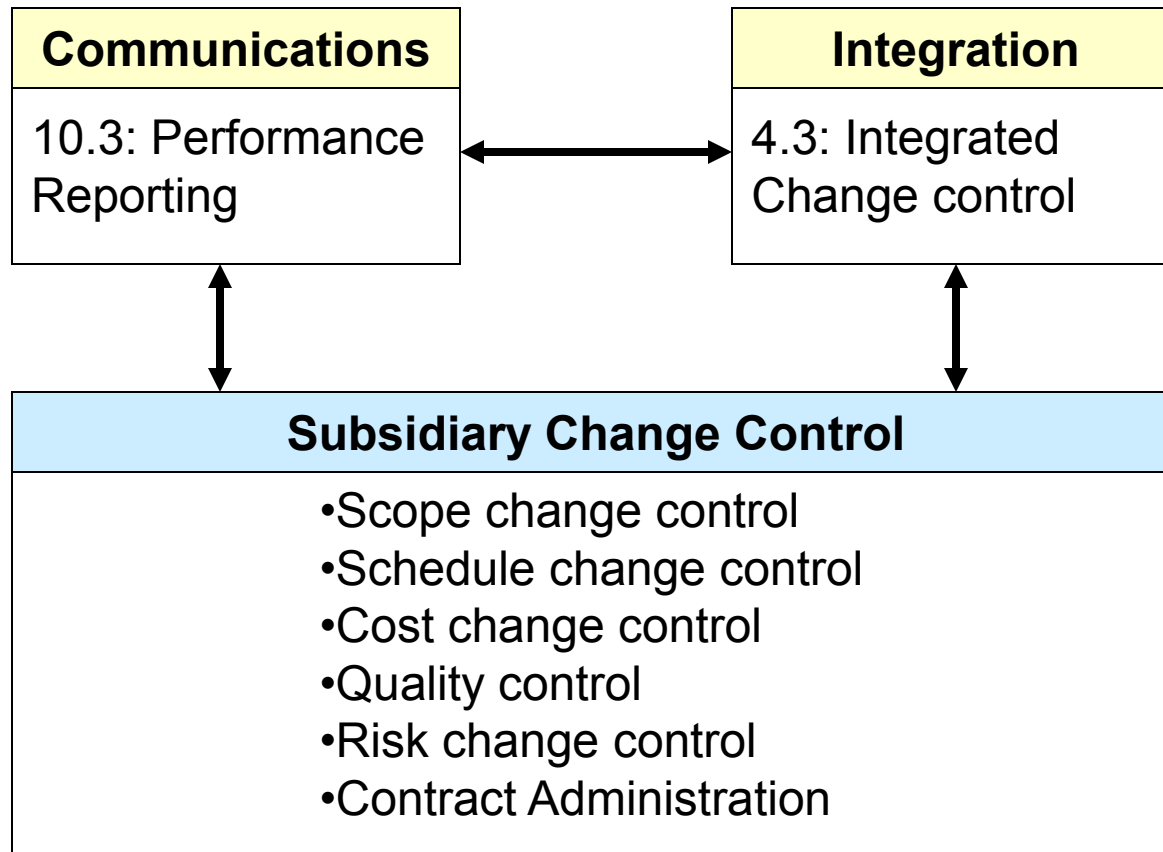 Communications
10.3: Performance
Reporting
Integration
4.3: Integrated
Change control
Subsidiary Change Control
•Scope change control
•Schedule change control
•Cost change control
•Quality control
•Risk change control
•Contract Administration